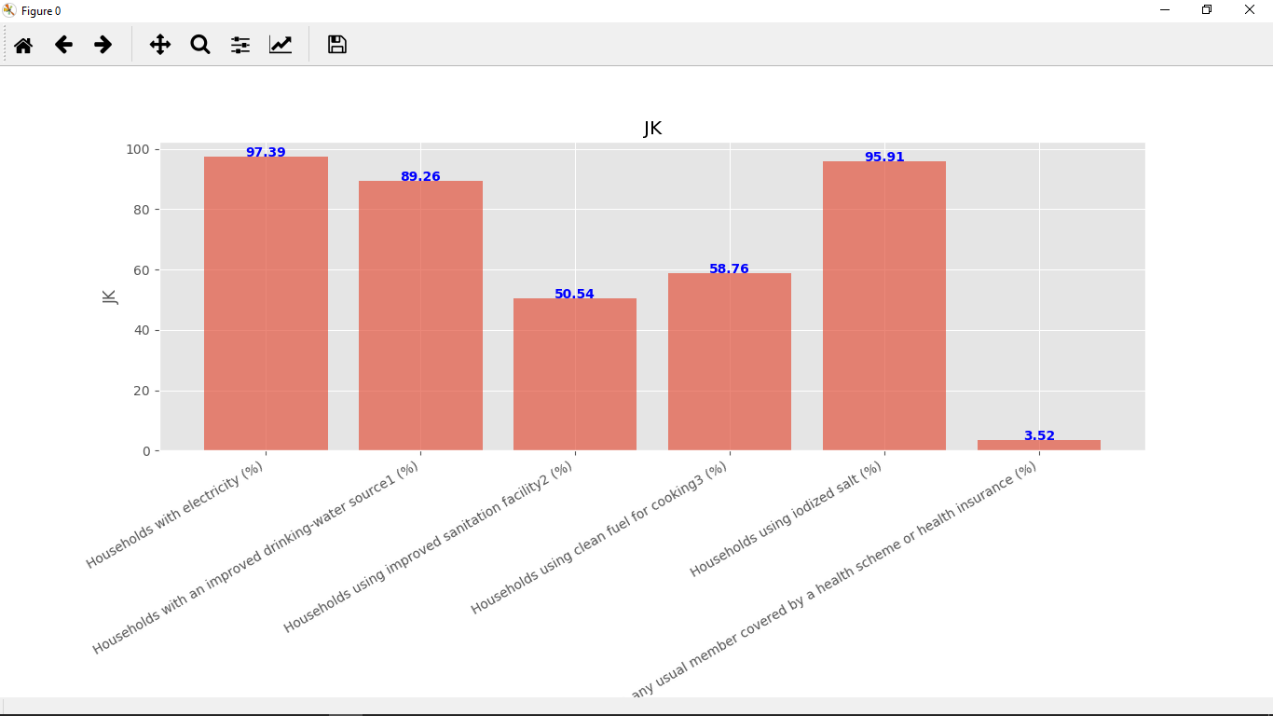 Figure 0
JK
97.39
89.26
50.54
58.76
95.91
3.52
100
80
60
40
20
0
JK
Households with electricity (%)
Households with an improved drinking-water source1 (%)
Households using improved sanitation facility2 (%)
Households using clean fuel for cooking3 (%)
Households using iodized salt (%)
any usual member covered by a health scheme or health insurance (%)